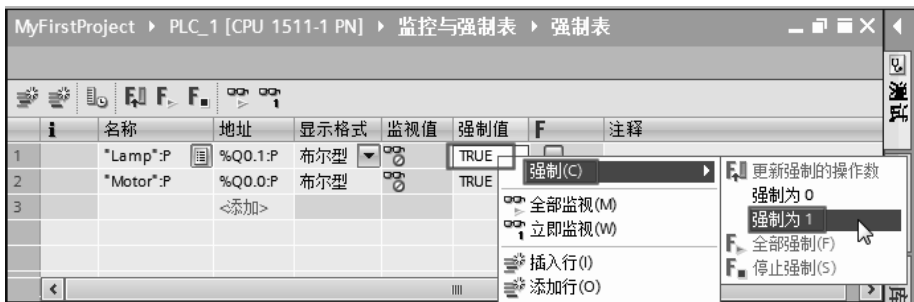 MyFirstProject ▸ PLC_1 [CPU 1511-1 PN] ▸ 监控与强制表 ▸ 强制表
i 名称 地址 显示格式 监视值 强制值 F 注释
1 "Lamp":P %Q0.1:P 布尔型 TRUE
2 "Motor":P %Q0.0:P 布尔型 TRUE
3 <添加>
强制(C)
全部监视(M)
立即监视(W)
插入行(I)
添加行(O)
更新强制的操作数
强制为 0
强制为 1
全部强制(F)
停止强制(S)